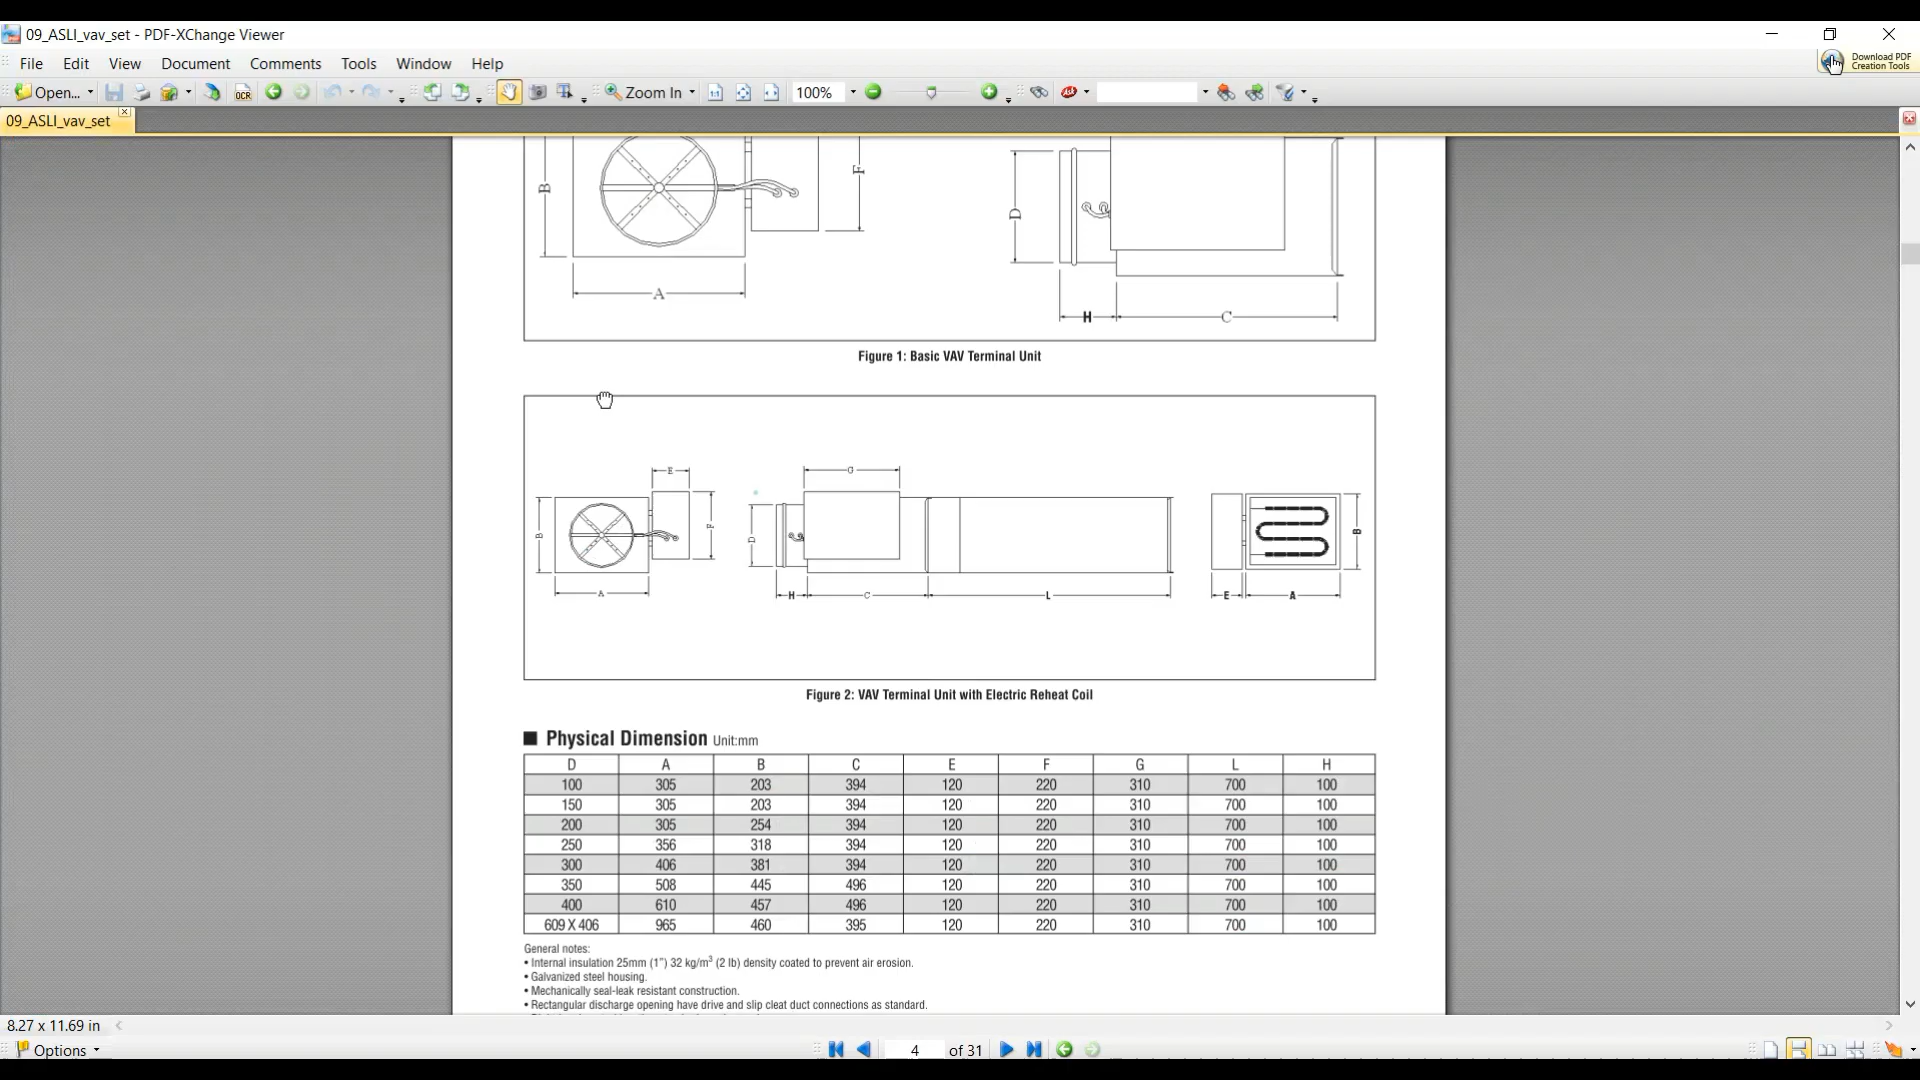 09_ASLI_vav_set - PDF-XChange Viewer
File Edit View Document Comments Tools Window Help
Download PDF
Creation Tools
Open... OCR Zoom In 100%
09_ASLI_vav_set
B F D
A H C
Figure 1: Basic VAV Terminal Unit
E G
B F D B
A H C L E A
Figure 2: VAV Terminal Unit with Electric Reheat Coil
Physical Dimension Unit:mm
D A B C E F G L H
100 305 203 394 120 220 310 700 100
150 305 203 394 120 220 310 700 100
200 305 254 394 120 220 310 700 100
250 356 318 394 120 220 310 700 100
300 406 381 394 120 220 310 700 100
350 508 445 496 120 220 310 700 100
400 610 457 496 120 220 310 700 100
609 X 406 965 460 395 120 220 310 700 100
General notes:
• Internal insulation 25mm (1") 32 kg/m³ (2 lb) density coated to prevent air erosion.
• Galvanized steel housing.
• Mechanically seal-leak resistant construction.
• Rectangular discharge opening have drive and slip cleat duct connections as standard.
8.27 x 11.69 in
Options 4 of 31